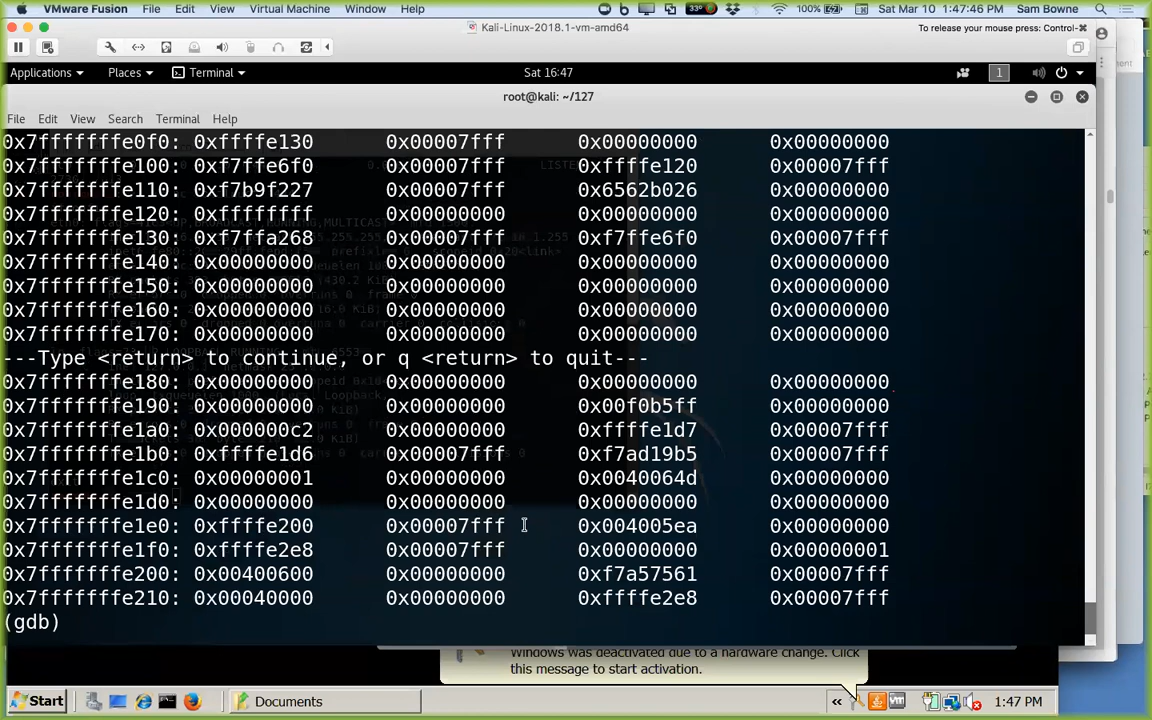 VMware Fusion File Edit View Virtual Machine Window Help 33° 100% Sat Mar 10 1:47:46 PM Sam Bowne
Kali-Linux-2018.1-vm-amd64 To release your mouse press: Control-⌘
Applications Places Terminal Sat 16:47 1
root@kali: ~/127
File Edit View Search Terminal Help
0x7fffffffe0f0: 0xffffe130 0x00007fff 0x00000000 0x00000000
0x7fffffffe100: 0xf7ffe6f0 0x00007fff 0xffffe120 0x00007fff
0x7fffffffe110: 0xf7b9f227 0x00007fff 0x6562b026 0x00000000
0x7fffffffe120: 0xffffffff 0x00000000 0x00000000 0x00000000
0x7fffffffe130: 0xf7ffa268 0x00007fff 0xf7ffe6f0 0x00007fff
0x7fffffffe140: 0x00000000 0x00000000 0x00000000 0x00000000
0x7fffffffe150: 0x00000000 0x00000000 0x00000000 0x00000000
0x7fffffffe160: 0x00000000 0x00000000 0x00000000 0x00000000
0x7fffffffe170: 0x00000000 0x00000000 0x00000000 0x00000000
---Type <return> to continue, or q <return> to quit---
0x7fffffffe180: 0x00000000 0x00000000 0x00000000 0x00000000
0x7fffffffe190: 0x00000000 0x00000000 0x00f0b5ff 0x00000000
0x7fffffffe1a0: 0x000000c2 0x00000000 0xffffe1d7 0x00007fff
0x7fffffffe1b0: 0xffffe1d6 0x00007fff 0xf7ad19b5 0x00007fff
0x7fffffffe1c0: 0x00000001 0x00000000 0x0040064d 0x00000000
0x7fffffffe1d0: 0x00000000 0x00000000 0x00000000 0x00000000
0x7fffffffe1e0: 0xffffe200 0x00007fff 0x004005ea 0x00000000
0x7fffffffe1f0: 0xffffe2e8 0x00007fff 0x00000000 0x00000001
0x7fffffffe200: 0x00400600 0x00000000 0xf7a57561 0x00007fff
0x7fffffffe210: 0x00040000 0x00000000 0xffffe2e8 0x00007fff
(gdb)
Windows was deactivated due to a hardware change. Click
this message to start activation.
Start Documents « 1:47 PM